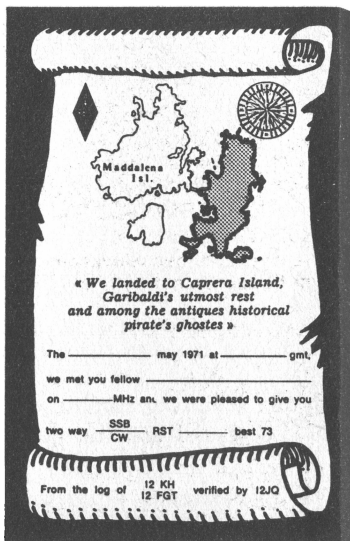 Maddalena
Isl.
« We landed to Caprera Island,
Garibaldi's utmost rest
and among the antiques historical
pirate's ghostes »
The ———— may 1971 at ———— gmt,
we met you fellow ————
on ———— MHz and we were pleased to give you
two way SSB/CW RST ———— best 73
From the log of 12 KH
12 FGT verified by I2JQ